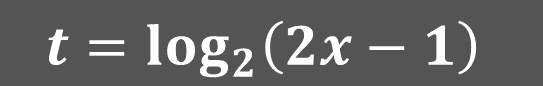 t = log₂(2x − 1)